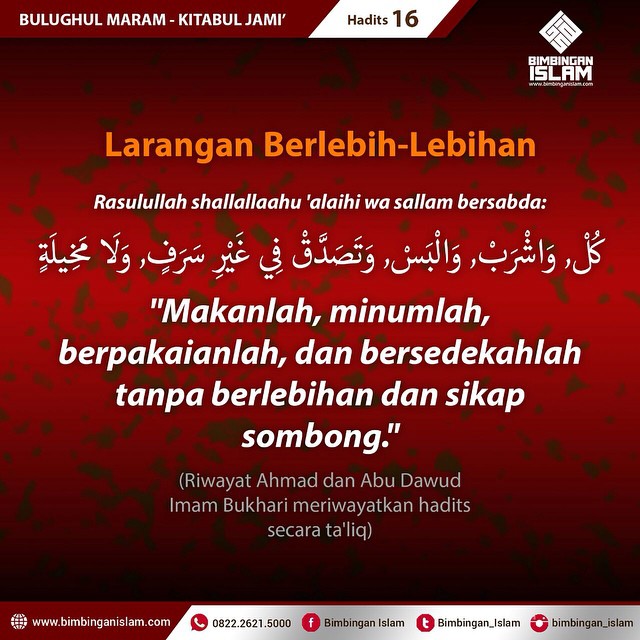 BULUGHUL MARAM - KITABUL JAMI'
Hadits 16
BIMBINGAN
ISLAM
www.bimbinganislam.com
Larangan Berlebih-Lebihan
Rasulullah shallallaahu 'alaihi wa sallam bersabda:
كُلْ, وَاشْرَبْ, وَالْبَسْ, وَتَصَدَّقْ فِي غَيْرِ سَرَفٍ, وَلَا مَخِيلَةٍ
"Makanlah, minumlah,
berpakaianlah, dan bersedekahlah
tanpa berlebihan dan sikap
sombong."
(Riwayat Ahmad dan Abu Dawud
Imam Bukhari meriwayatkan hadits
secara ta'liq)
www.bimbinganislam.com 0822.2621.5000 Bimbingan Islam Bimbingan_Islam bimbingan_islam